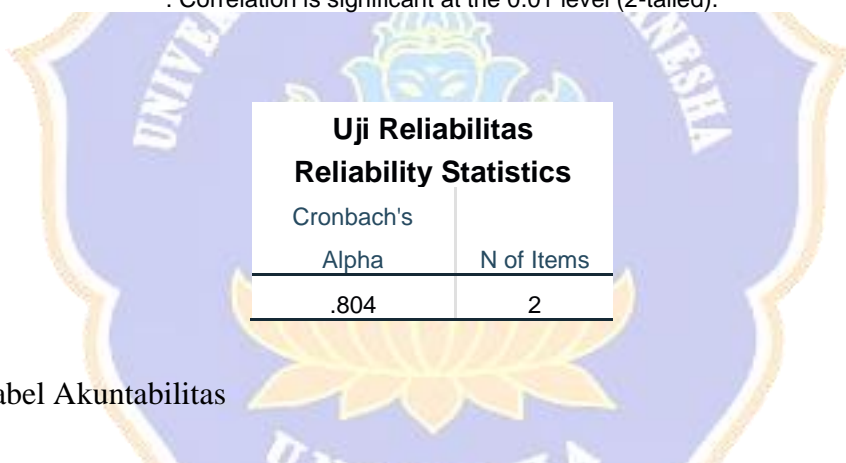 . Correlation is significant at the 0.01 level (2-tailed).
Uji Reliabilitas
Reliability Statistics
Cronbach's
Alpha N of Items
.804 2
abel Akuntabilitas